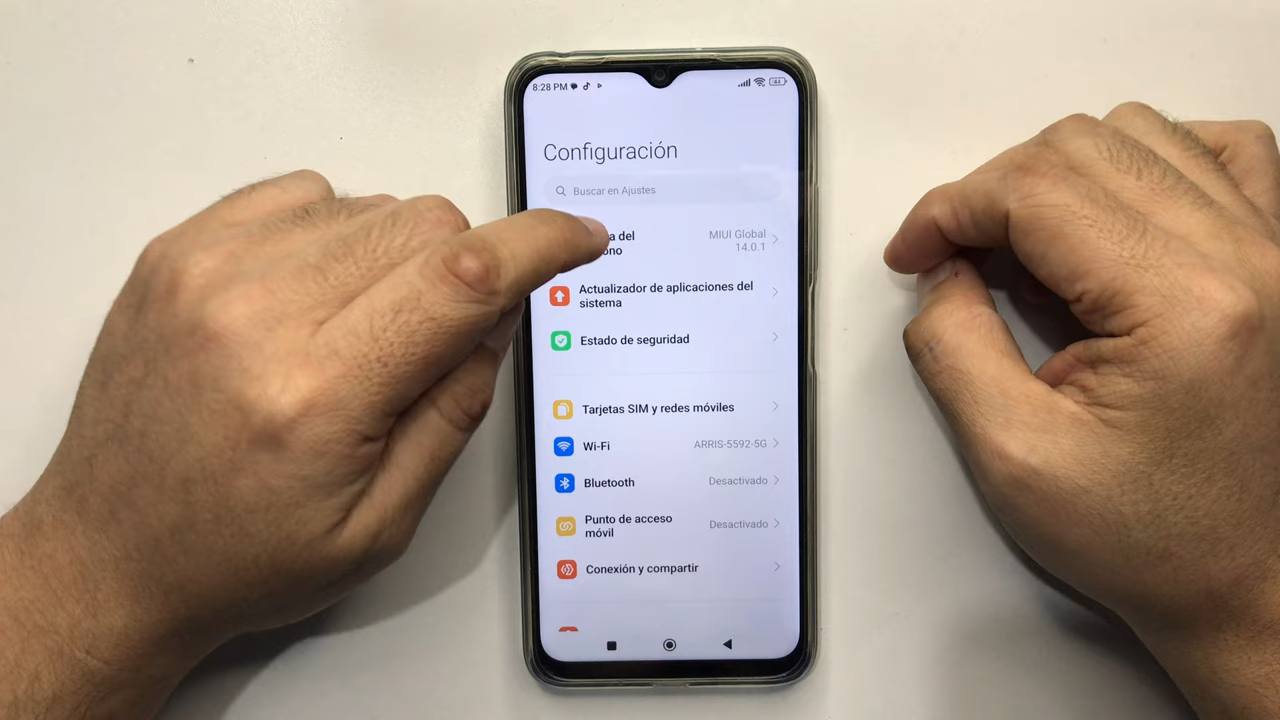 8:28 PM
44
Configuración
Buscar en Ajustes
del
MIUI Global
14.0.1
Actualizador de aplicaciones del
sistema
Estado de seguridad
Tarjetas SIM y redes móviles
Wi-Fi
ARRIS-5592-5G
Bluetooth
Desactivado
Punto de acceso
móvil
Desactivado
Conexión y compartir